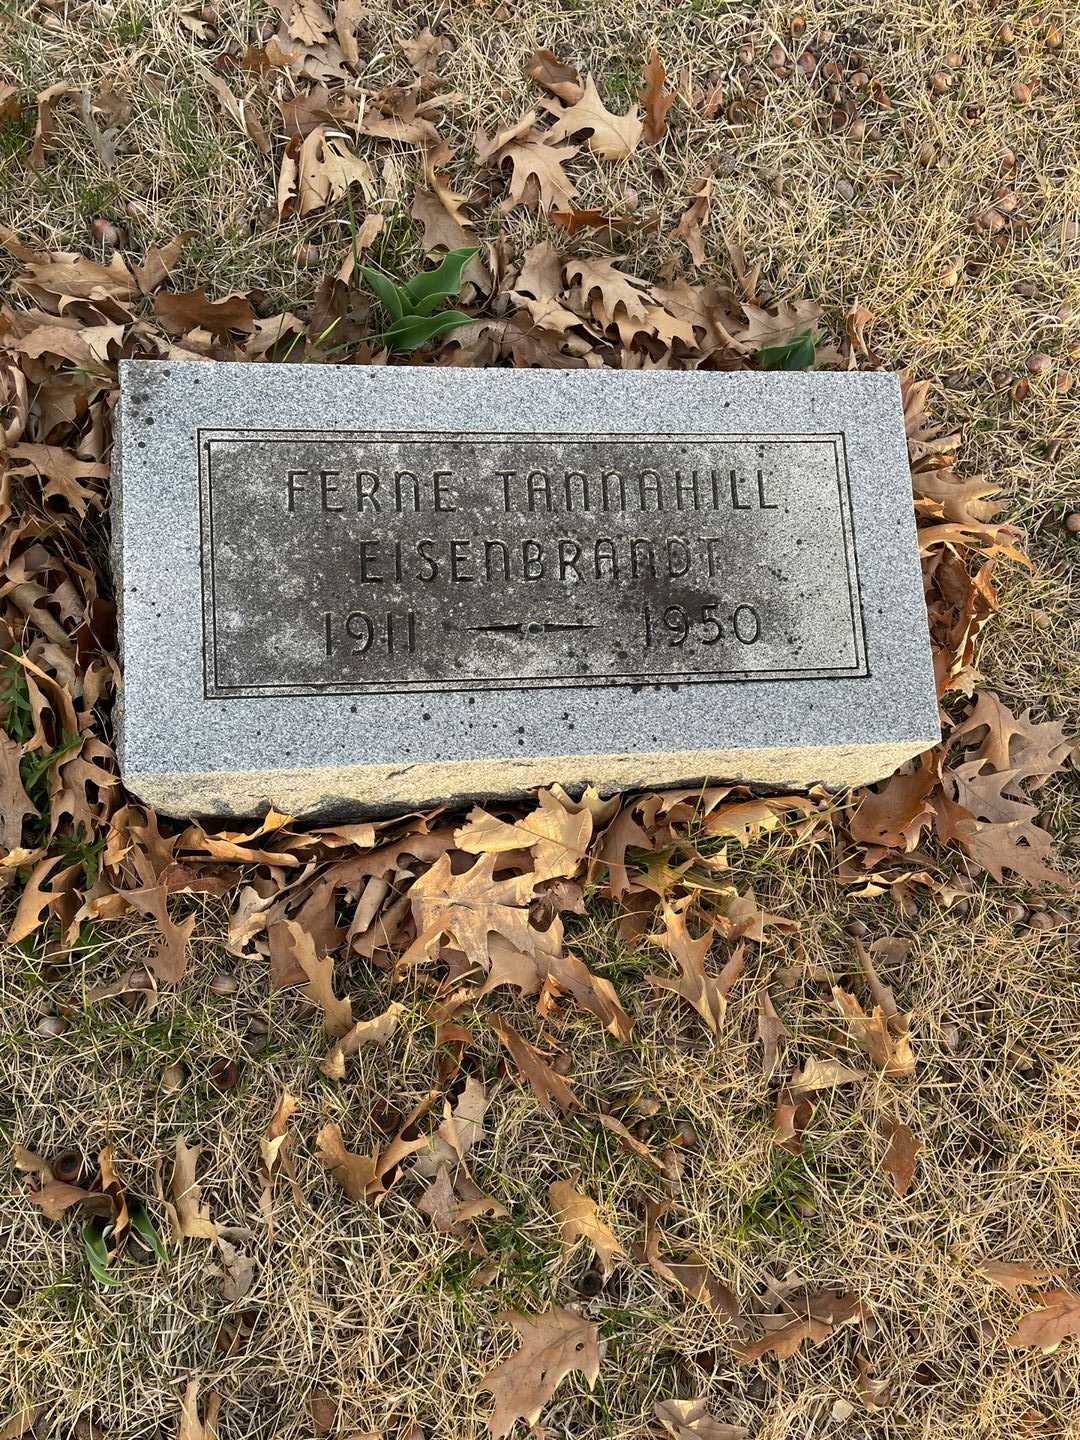 FERNE TANNAHILL
EISENBRANDT
1911 1950